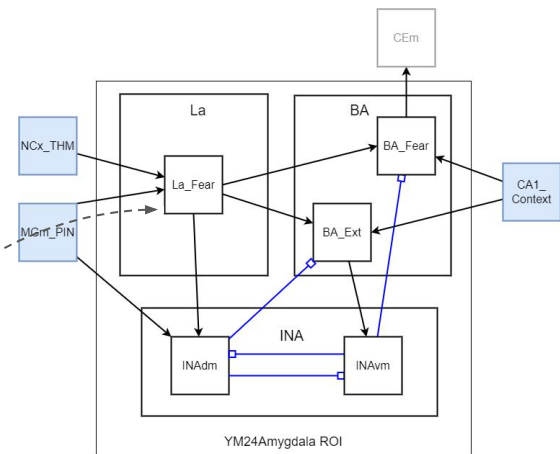 CEm
La
BA
NCx_THM
BA_Fear
La_Fear
CA1_
Context
MGm_PIN
BA_Ext
INA
INAdm
INAvm
YM24Amygdala ROI